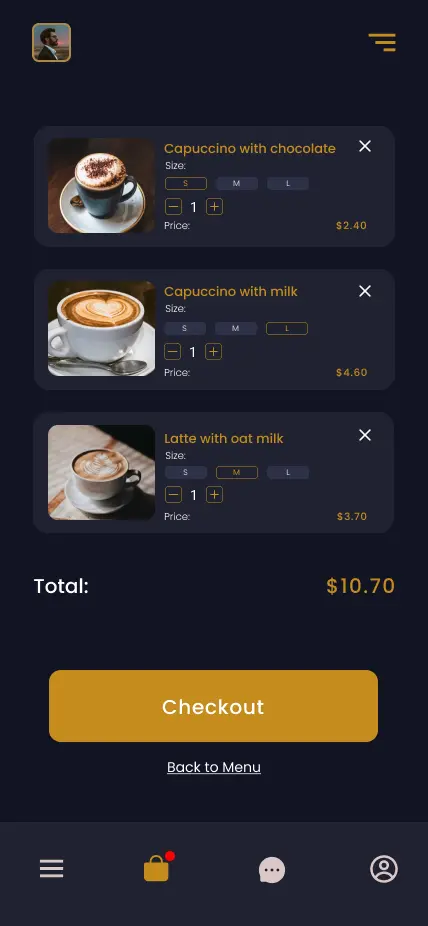 Capuccino with chocolate
Size:
S M L
1
Price: $2.40
Capuccino with milk
Size:
S M L
1
Price: $4.60
Latte with oat milk
Size:
S M L
1
Price: $3.70
Total: $10.70
Checkout
Back to Menu